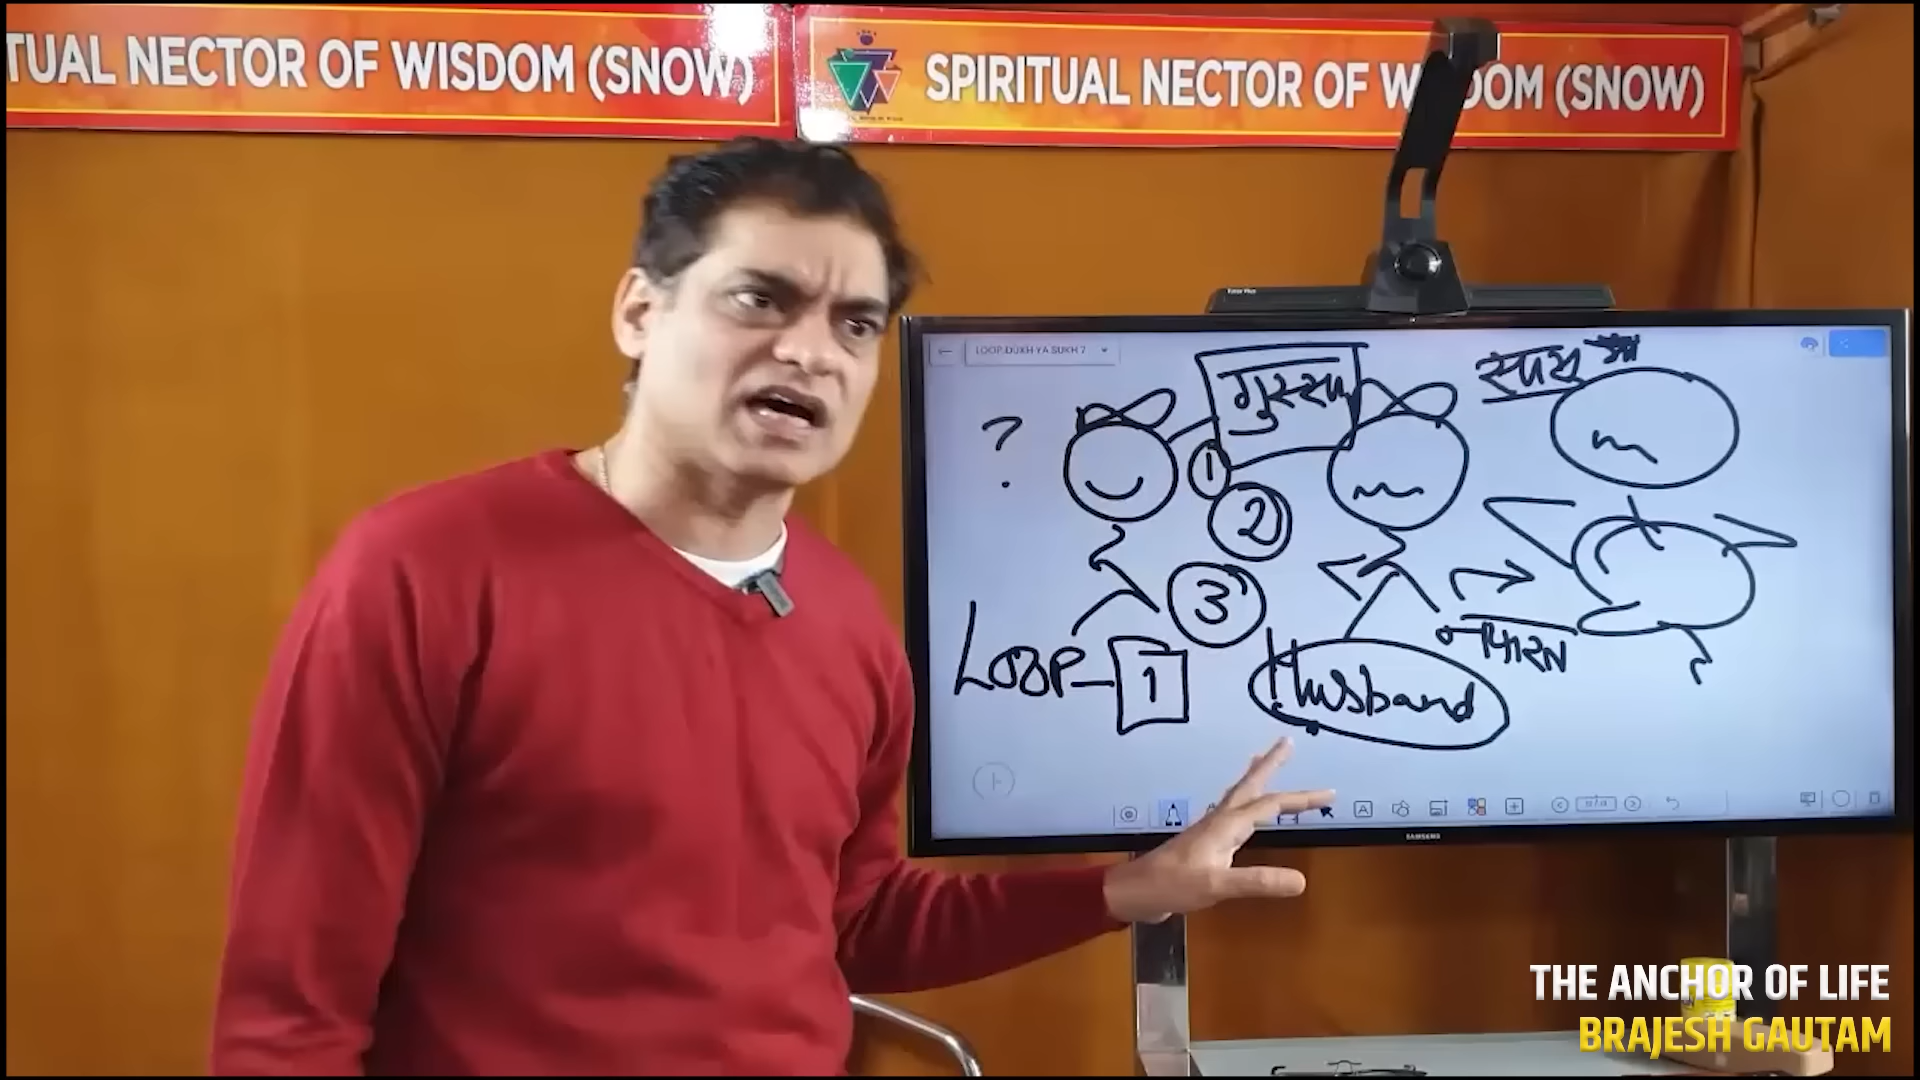 TUAL NECTOR OF WISDOM (SNOW)
SPIRITUAL NECTOR OF W DOM (SNOW)
LOOP.DUKH YA SUKH ?
गुस्सा
?
1
2
3
LOOP-1
Husband
SAMSUNG
THE ANCHOR OF LIFE
BRAJESH GAUTAM